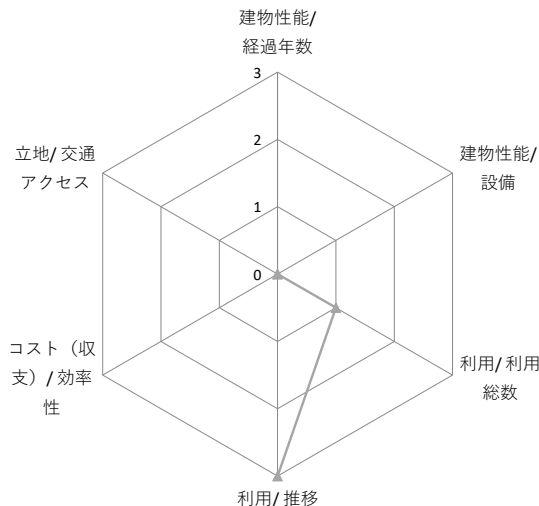 建物性能/
経過年数
3
立地/ 交通
アクセス
2
建物性能/
設備
1
0
コスト（収
支）/ 効率
性
利用/ 利用
総数
利用/ 推移